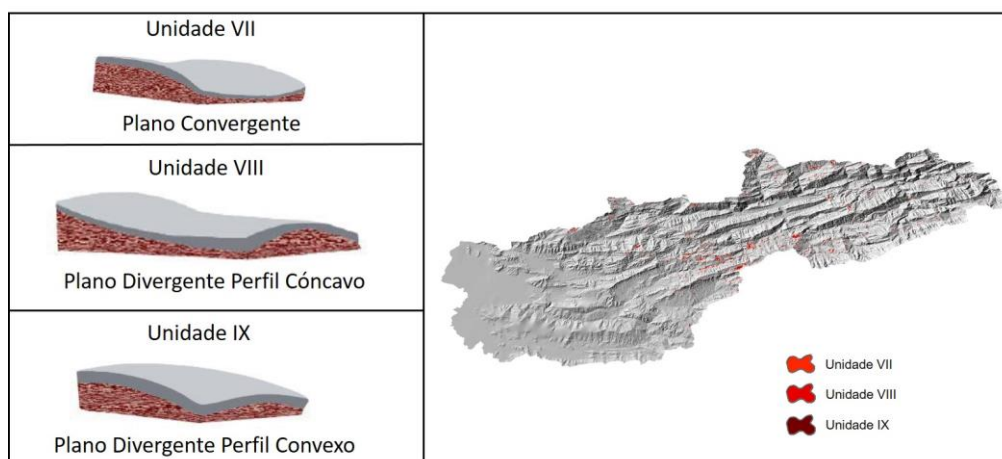 Unidade VII
Plano Convergente
Unidade VIII
Plano Divergente Perfil Cóncavo
Unidade IX
Plano Divergente Perfil Convexo
Unidade VII
Unidade VIII
Unidade IX